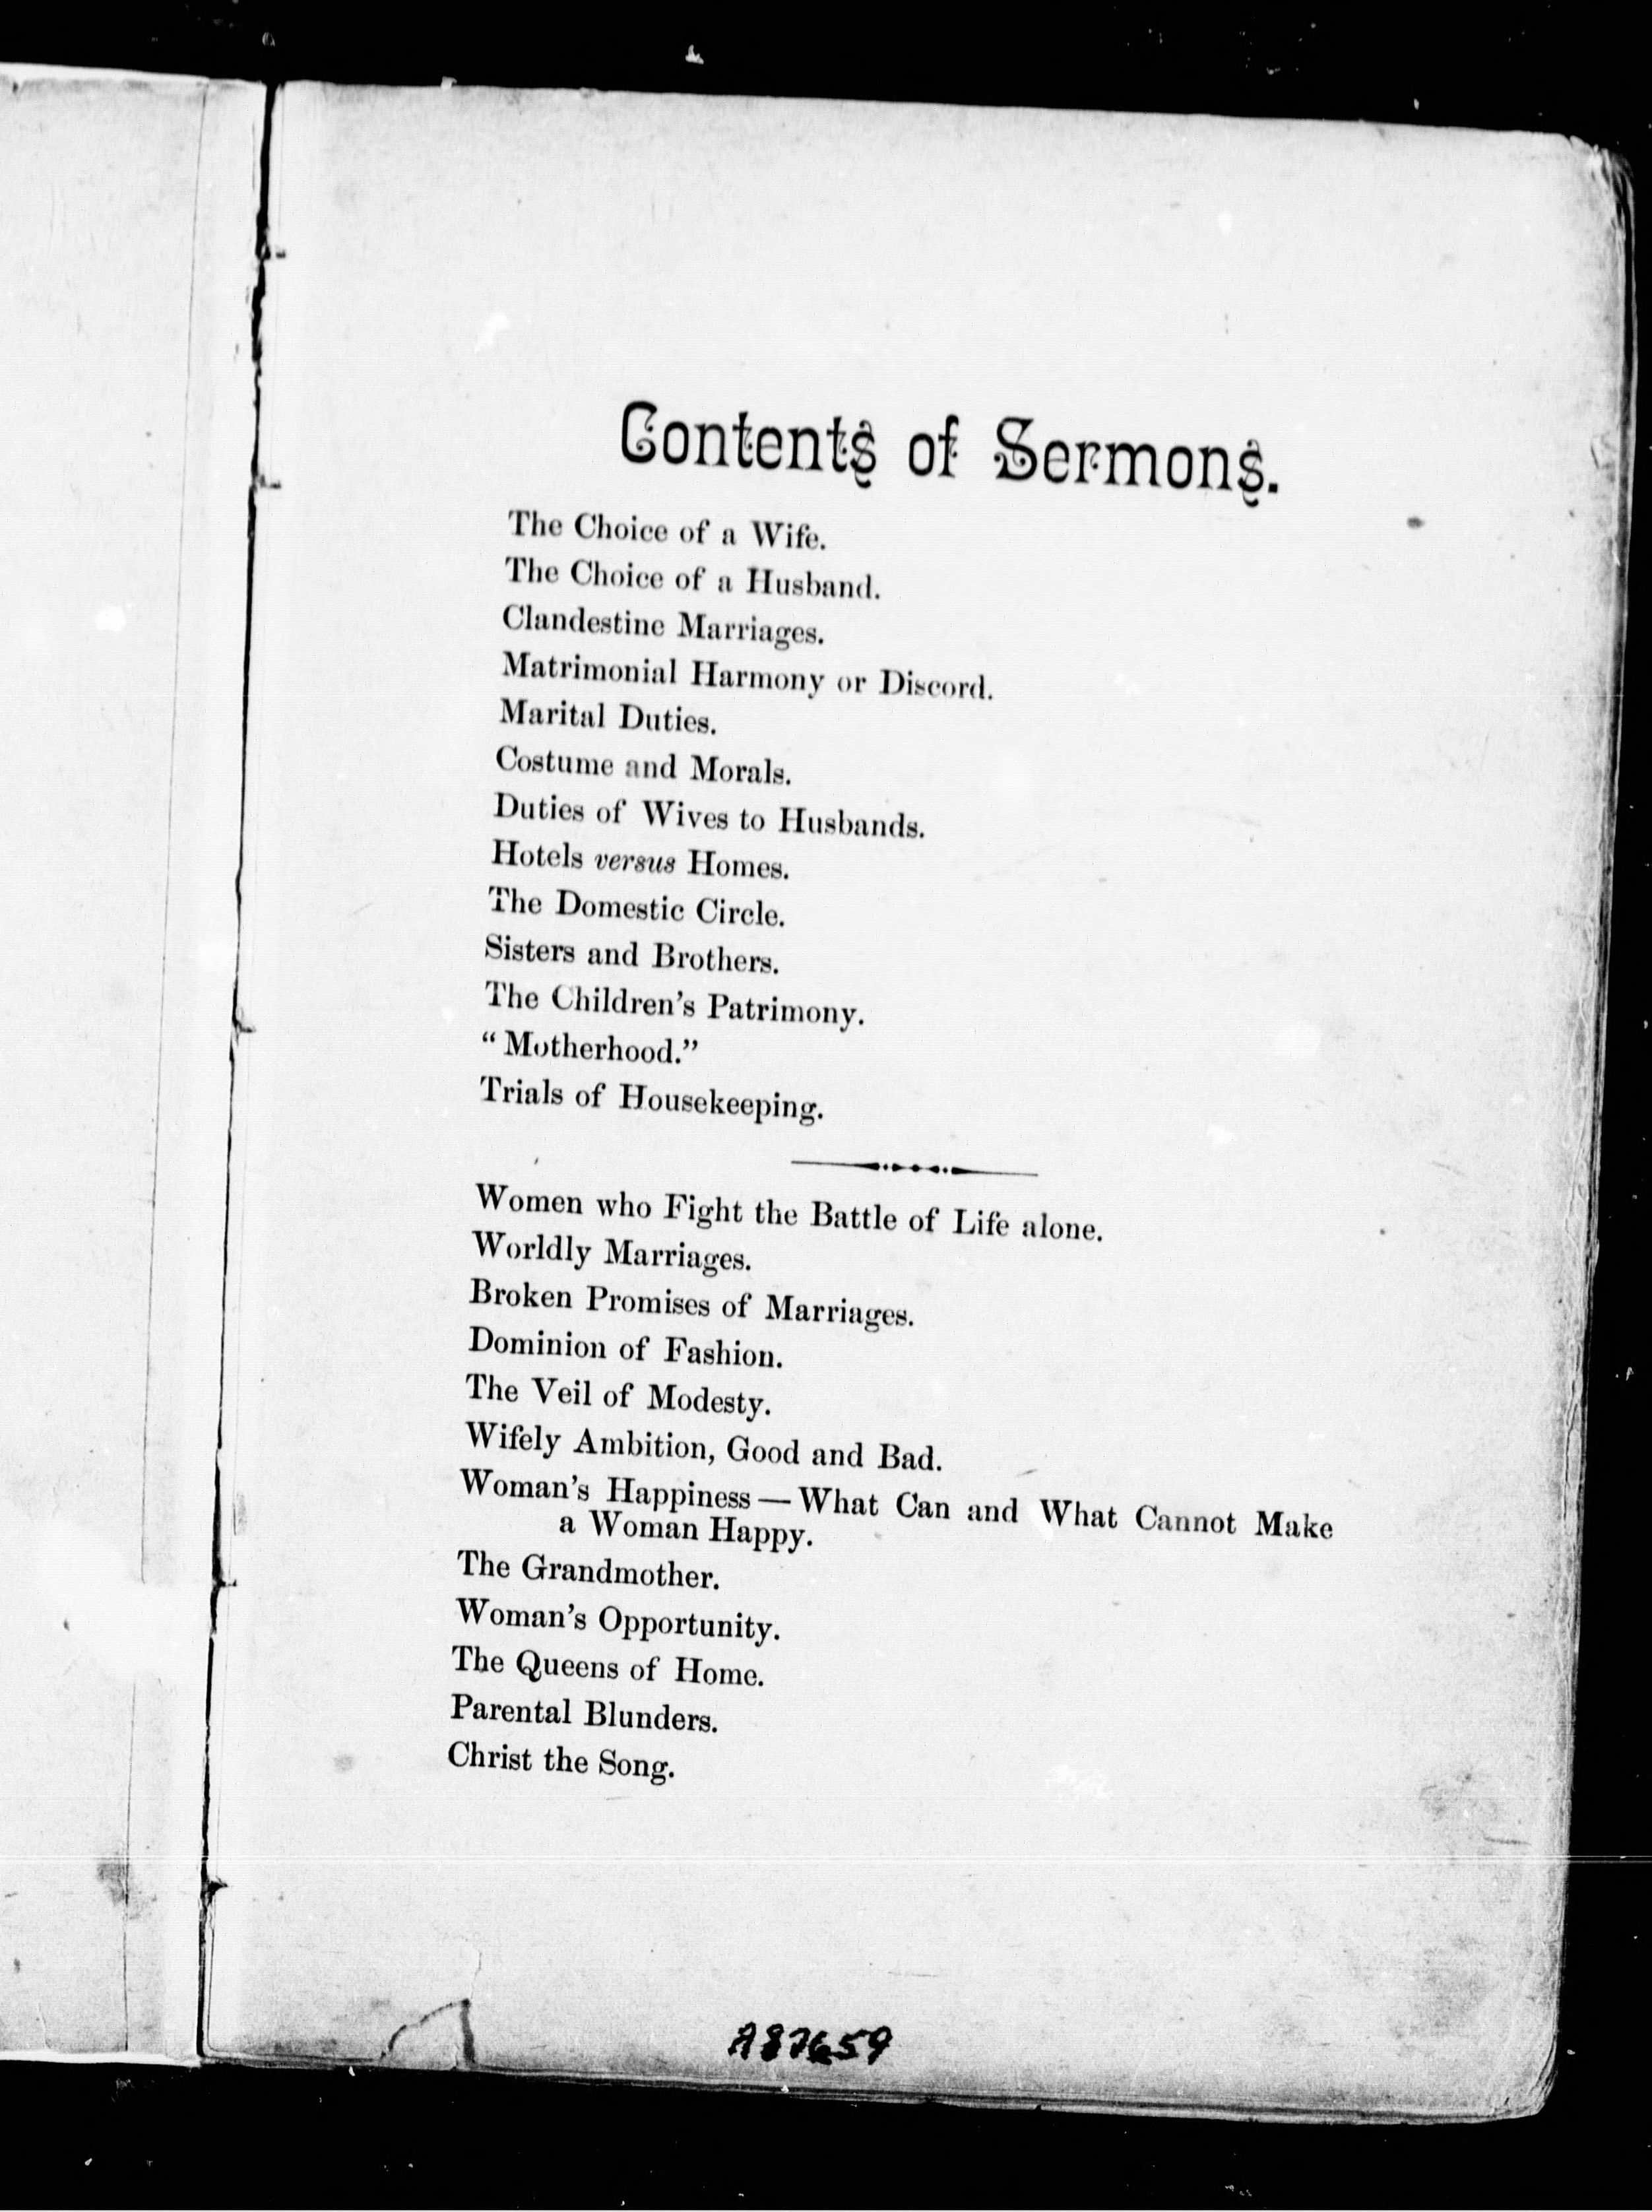 Contents of Sermons.
The Choice of a Wife.
The Choice of a Husband.
Clandestine Marriages.
Matrimonial Harmony or Discord.
Marital Duties.
Costume and Morals.
Duties of Wives to Husbands.
Hotels versus Homes.
The Domestic Circle.
Sisters and Brothers.
The Children's Patrimony.
“Motherhood.”
Trials of Housekeeping.
Women who Fight the Battle of Life alone.
Worldly Marriages.
Broken Promises of Marriages.
Dominion of Fashion.
The Veil of Modesty.
Wifely Ambition, Good and Bad.
Woman's Happiness — What Can and What Cannot Make
a Woman Happy.
The Grandmother.
Woman's Opportunity.
The Queens of Home.
Parental Blunders.
Christ the Song.
A87659